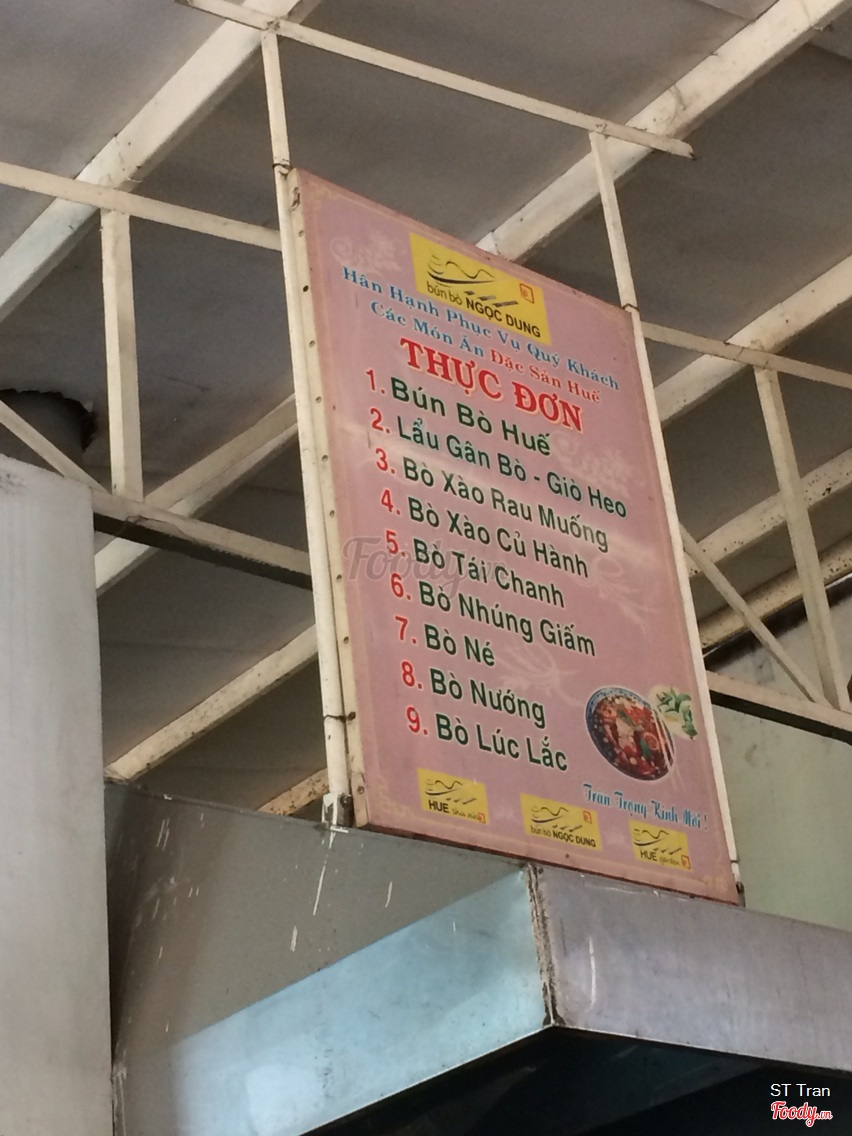 bún bò NGỌC DUNG
Hân Hạnh Phục Vụ Quý Khách
Các Món Ăn Đặc Sản Huế
THỰC ĐƠN
1. Bún Bò Huế
2. Lẩu Gân Bò - Giò Heo
3. Bò Xào Rau Muống
4. Bò Xào Củ Hành
5. Bò Tái Chanh
6. Bò Nhúng Giấm
7. Bò Né
8. Bò Nướng
9. Bò Lúc Lắc
Trân Trọng Kính Mời!
HUE
bún bò NGỌC DUNG
HUE garden
Foody
ST Tran
Foody.vn